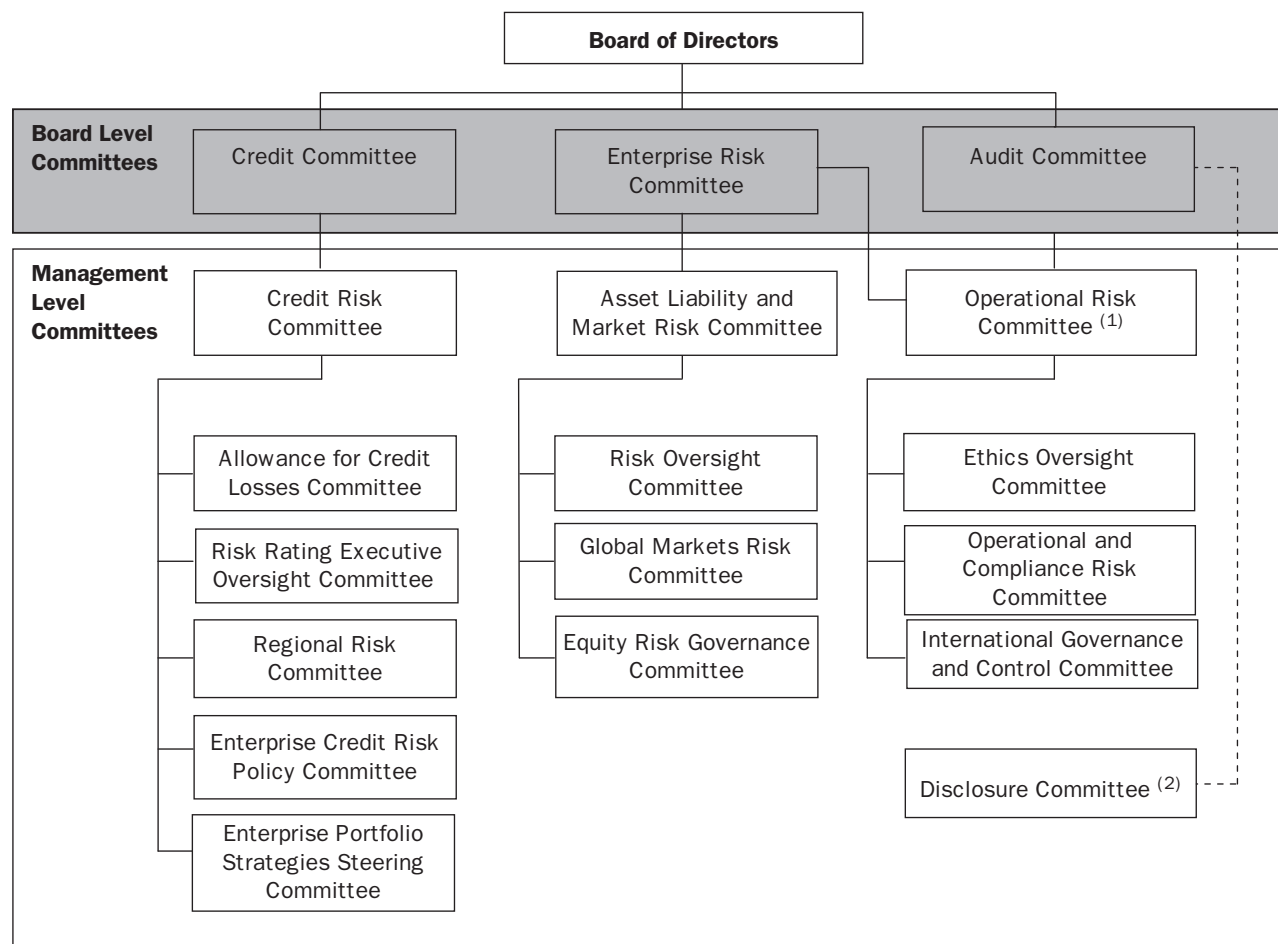 Board of Directors
Board Level
Committees
Credit Committee
Enterprise Risk
Committee
Audit Committee
Management
Level
Committees
Credit Risk
Committee
Asset Liability and
Market Risk Committee
Operational Risk
Committee (1)
Allowance for Credit
Losses Committee
Risk Rating Executive
Oversight Committee
Regional Risk
Committee
Enterprise Credit Risk
Policy Committee
Enterprise Portfolio
Strategies Steering
Committee
Risk Oversight
Committee
Global Markets Risk
Committee
Equity Risk Governance
Committee
Ethics Oversight
Committee
Operational and
Compliance Risk
Committee
International Governance
and Control Committee
Disclosure Committee (2)